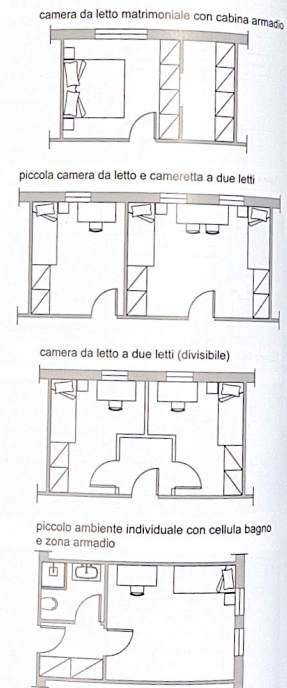 camera da letto matrimoniale con cabina armadio
piccola camera da letto e cameretta a due letti
camera da letto a due letti (divisibile)
piccolo ambiente individuale con cellula bagno
e zona armadio